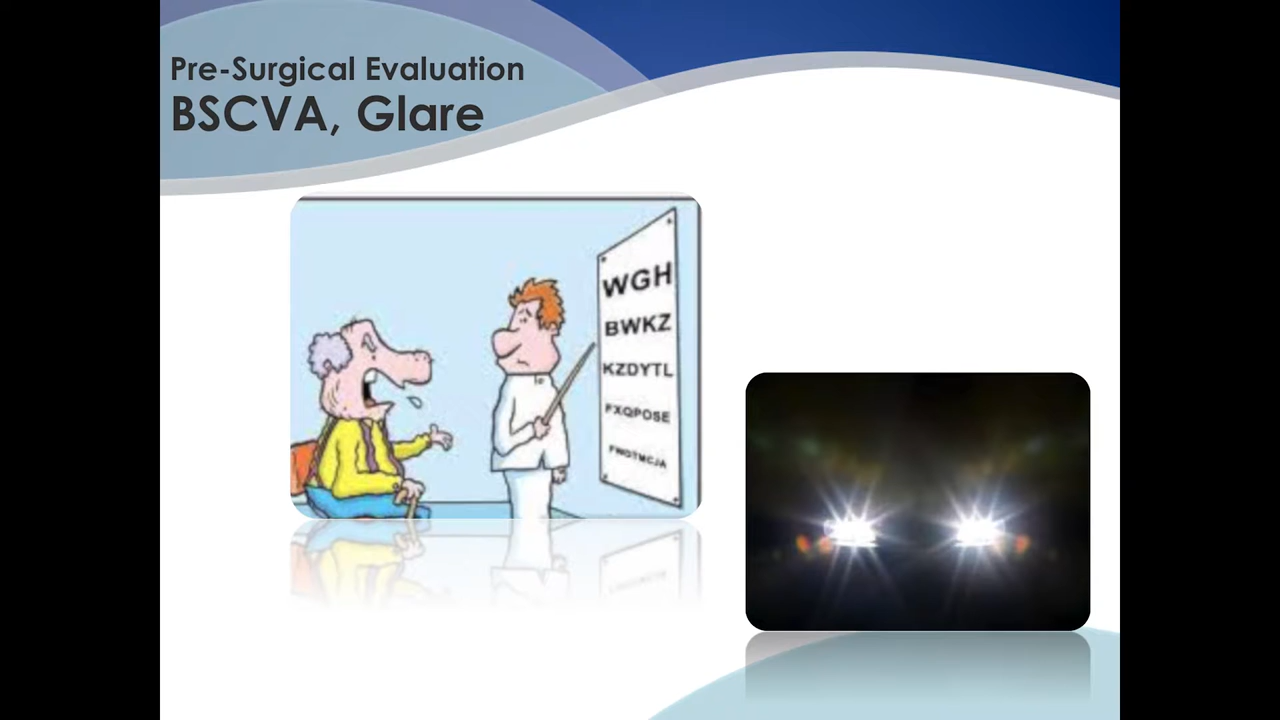 Pre-Surgical Evaluation
BSCVA, Glare
WGH
BWKZ
KZDYTL
FXQPOSE